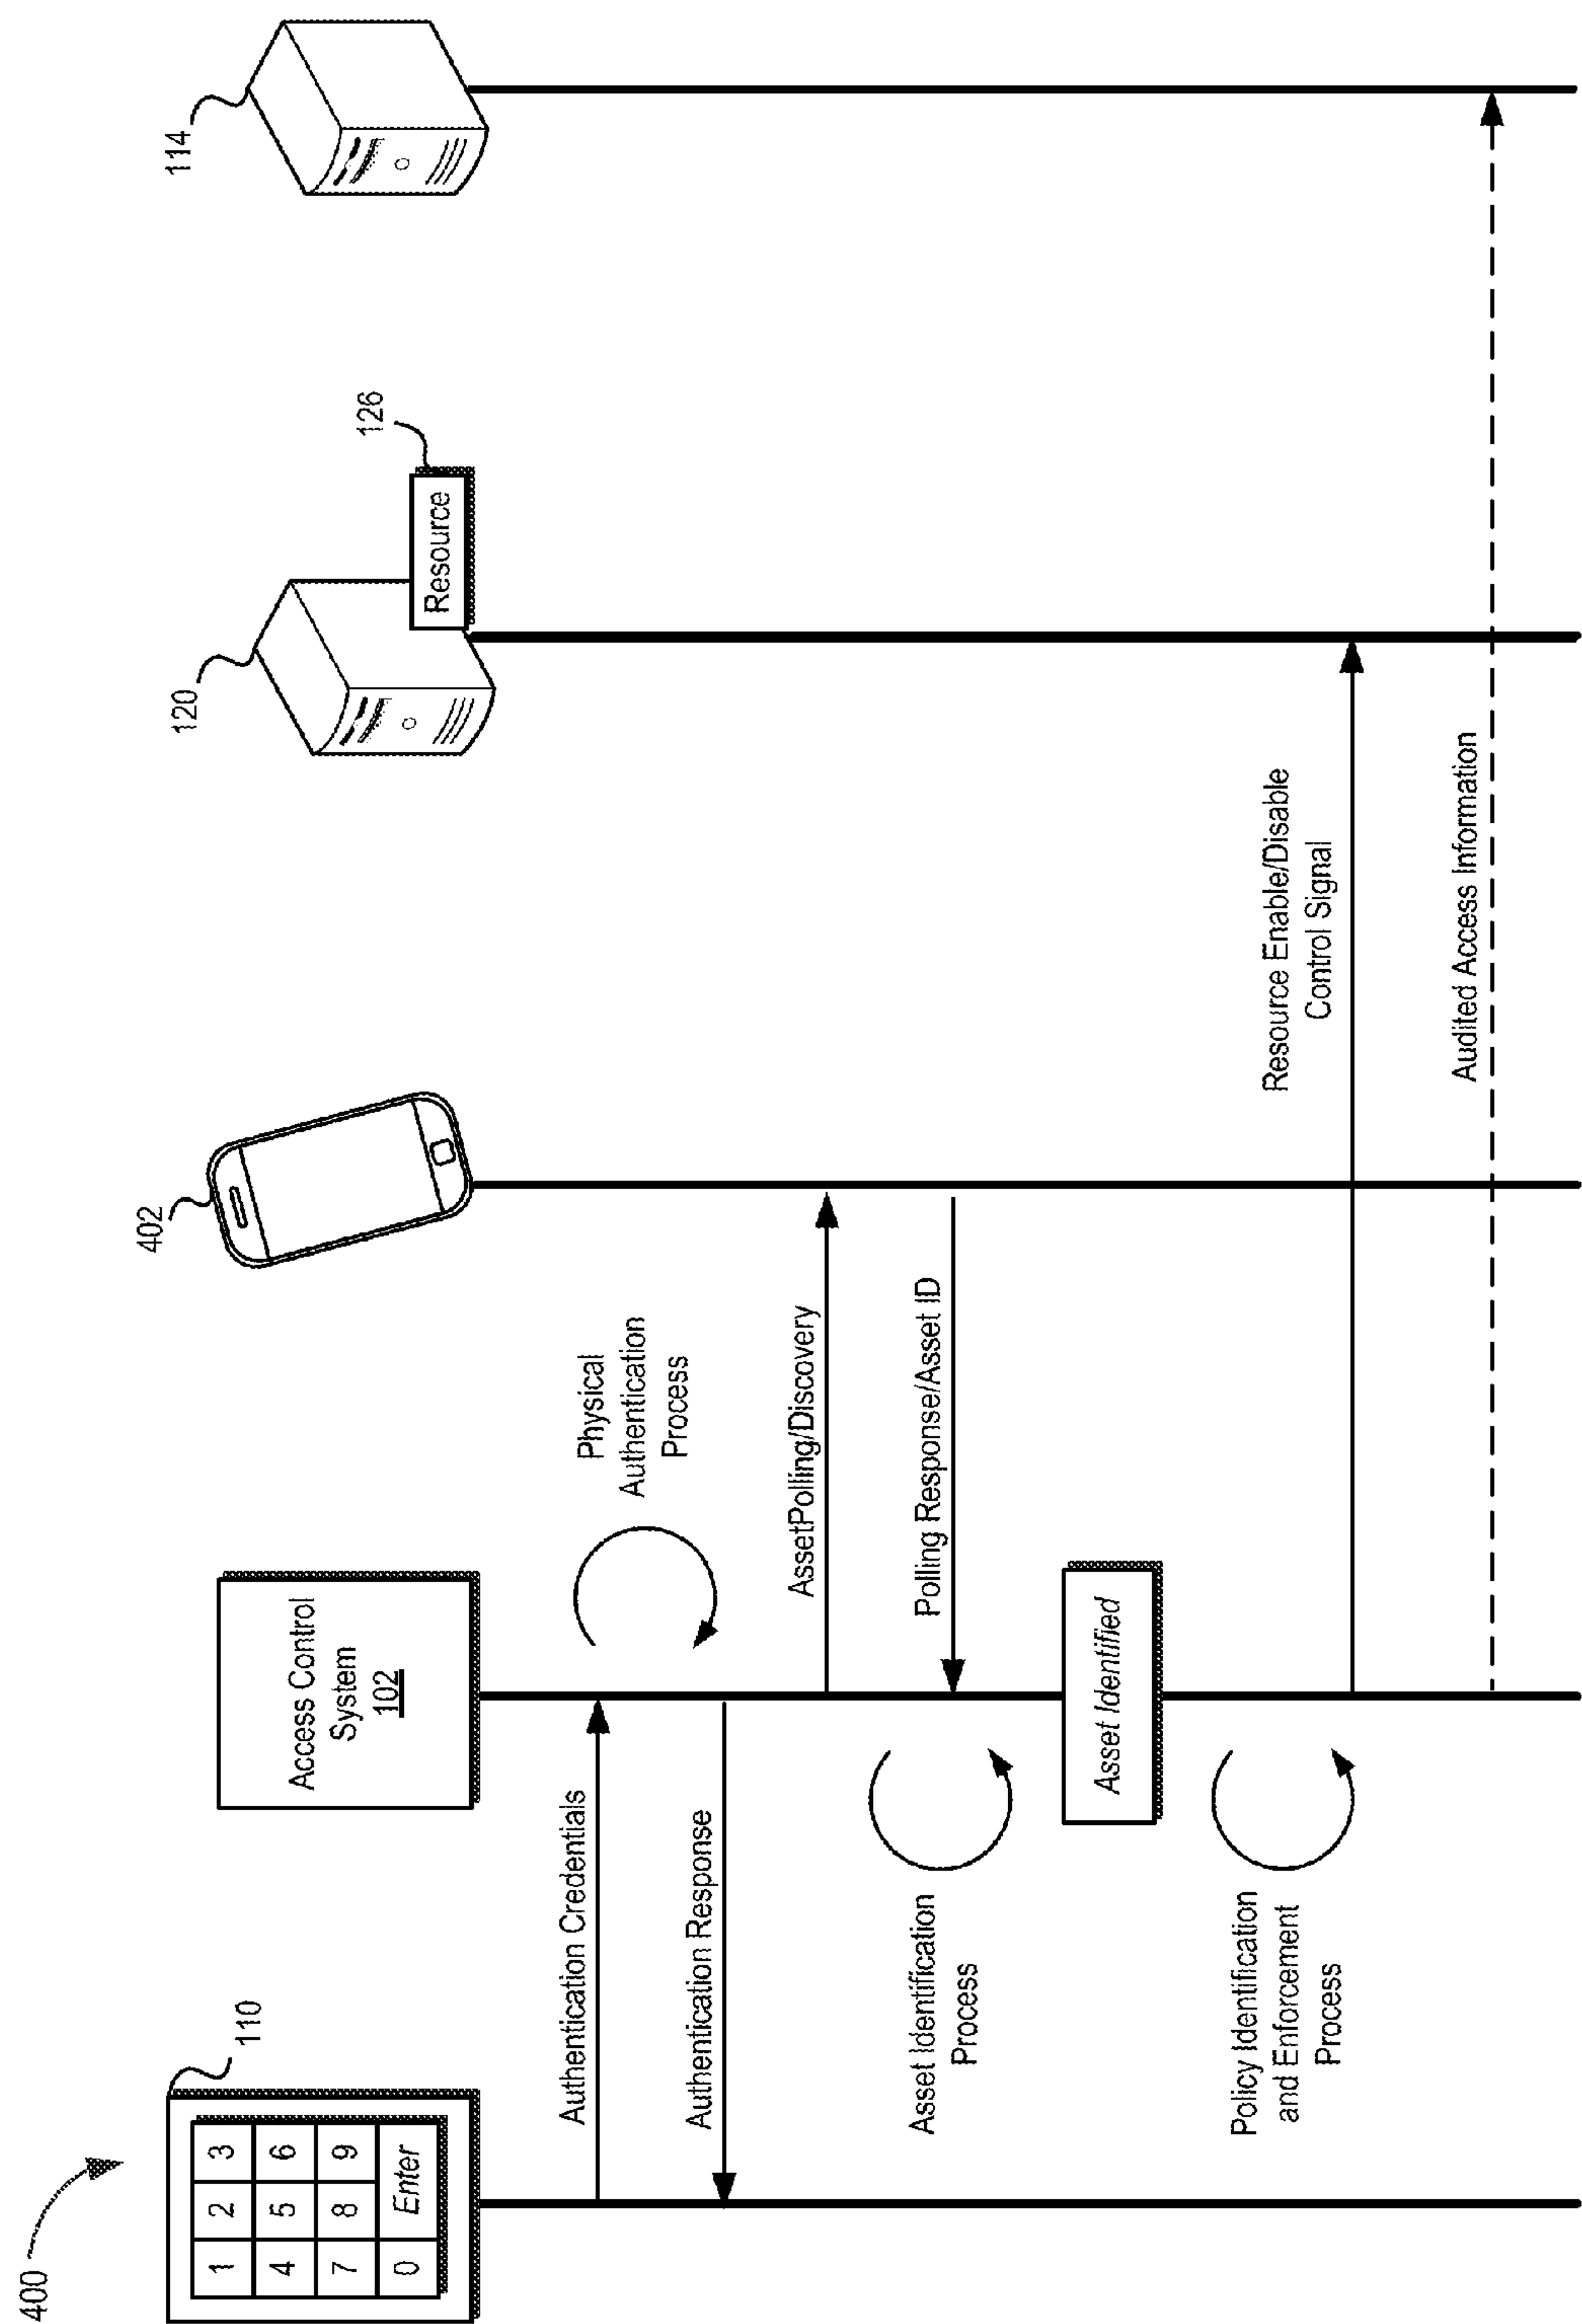 400
110
1 2 3
4 5 6
7 8 9
0 Enter
Access Control
System
102
402
120
Resource
126
114
Authentication Credentials
Physical
Authentication
Process
Authentication Response
AssetPolling/Discovery
Polling Response/Asset ID
Asset Identification
Process
Asset Identified
Policy Identification
and Enforcement
Process
Resource Enable/Disable
Control Signal
Audited Access Information